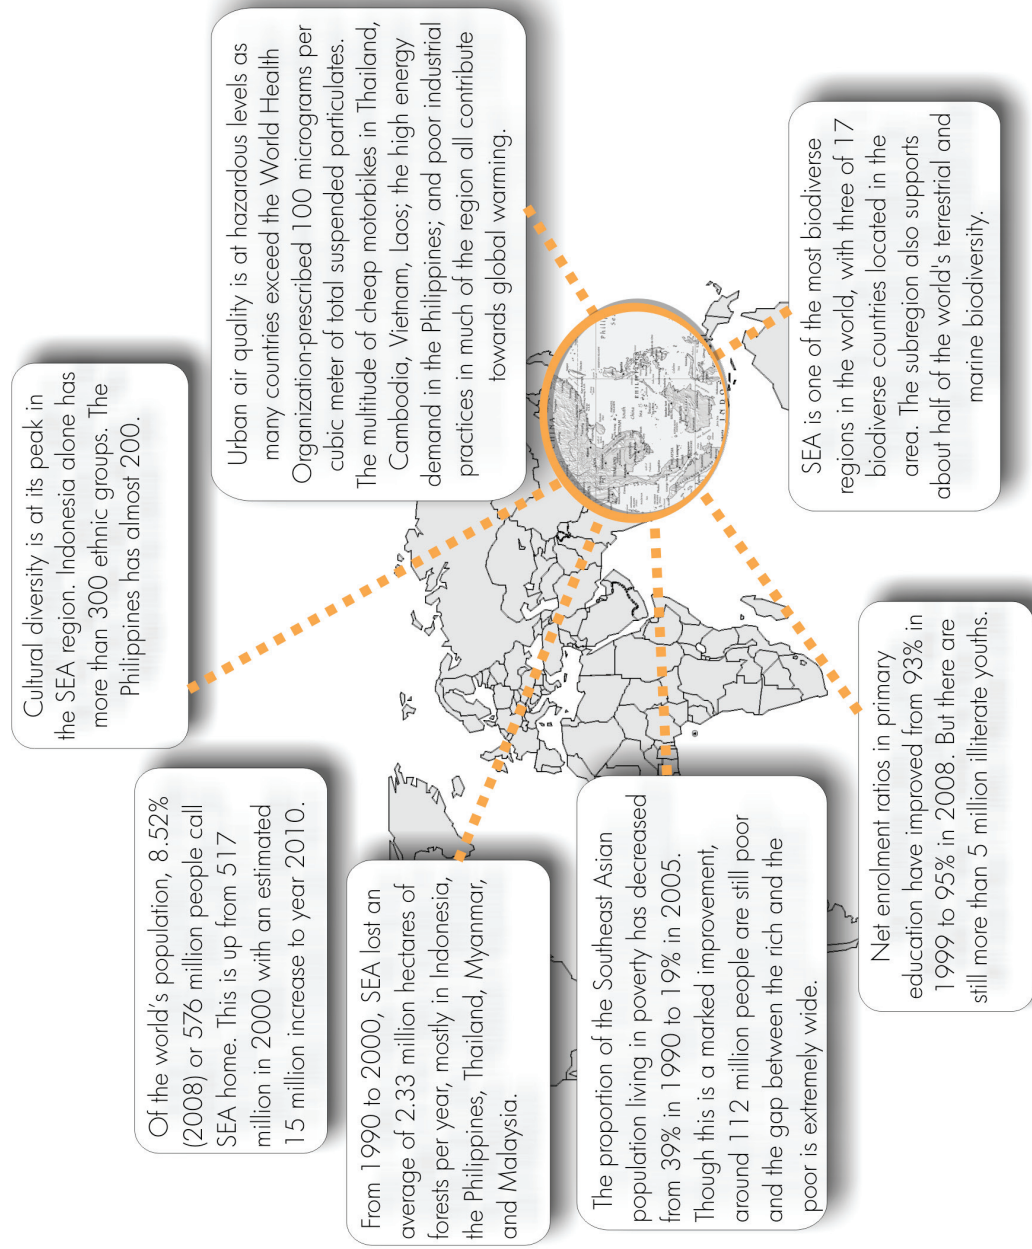 Of the world's population, 8.52%
(2008) or 576 million people call
SEA home. This is up from 517
million in 2000 with an estimated
15 million increase to year 2010.
Cultural diversity is at its peak in
the SEA region. Indonesia alone has
more than 300 ethnic groups. The
Philippines has almost 200.
From 1990 to 2000, SEA lost an
average of 2.33 million hectares of
forests per year, mostly in Indonesia,
the Philippines, Thailand, Myanmar,
and Malaysia.
Urban air quality is at hazardous levels as
many countries exceed the World Health
Organization-prescribed 100 micrograms per
cubic meter of total suspended particulates.
The multitude of cheap motorbikes in Thailand,
Cambodia, Vietnam, Laos; the high energy
demand in the Philippines; and poor industrial
practices in much of the region all contribute
towards global warming.
The proportion of the Southeast Asian
population living in poverty has decreased
from 39% in 1990 to 19% in 2005.
Though this is a marked improvement,
around 112 million people are still poor
and the gap between the rich and the
poor is extremely wide.
Net enrolment ratios in primary
education have improved from 93% in
1999 to 95% in 2008. But there are
still more than 5 million illiterate youths.
SEA is one of the most biodiverse
regions in the world, with three of 17
biodiverse countries located in the
area. The subregion also supports
about half of the world's terrestrial and
marine biodiversity.